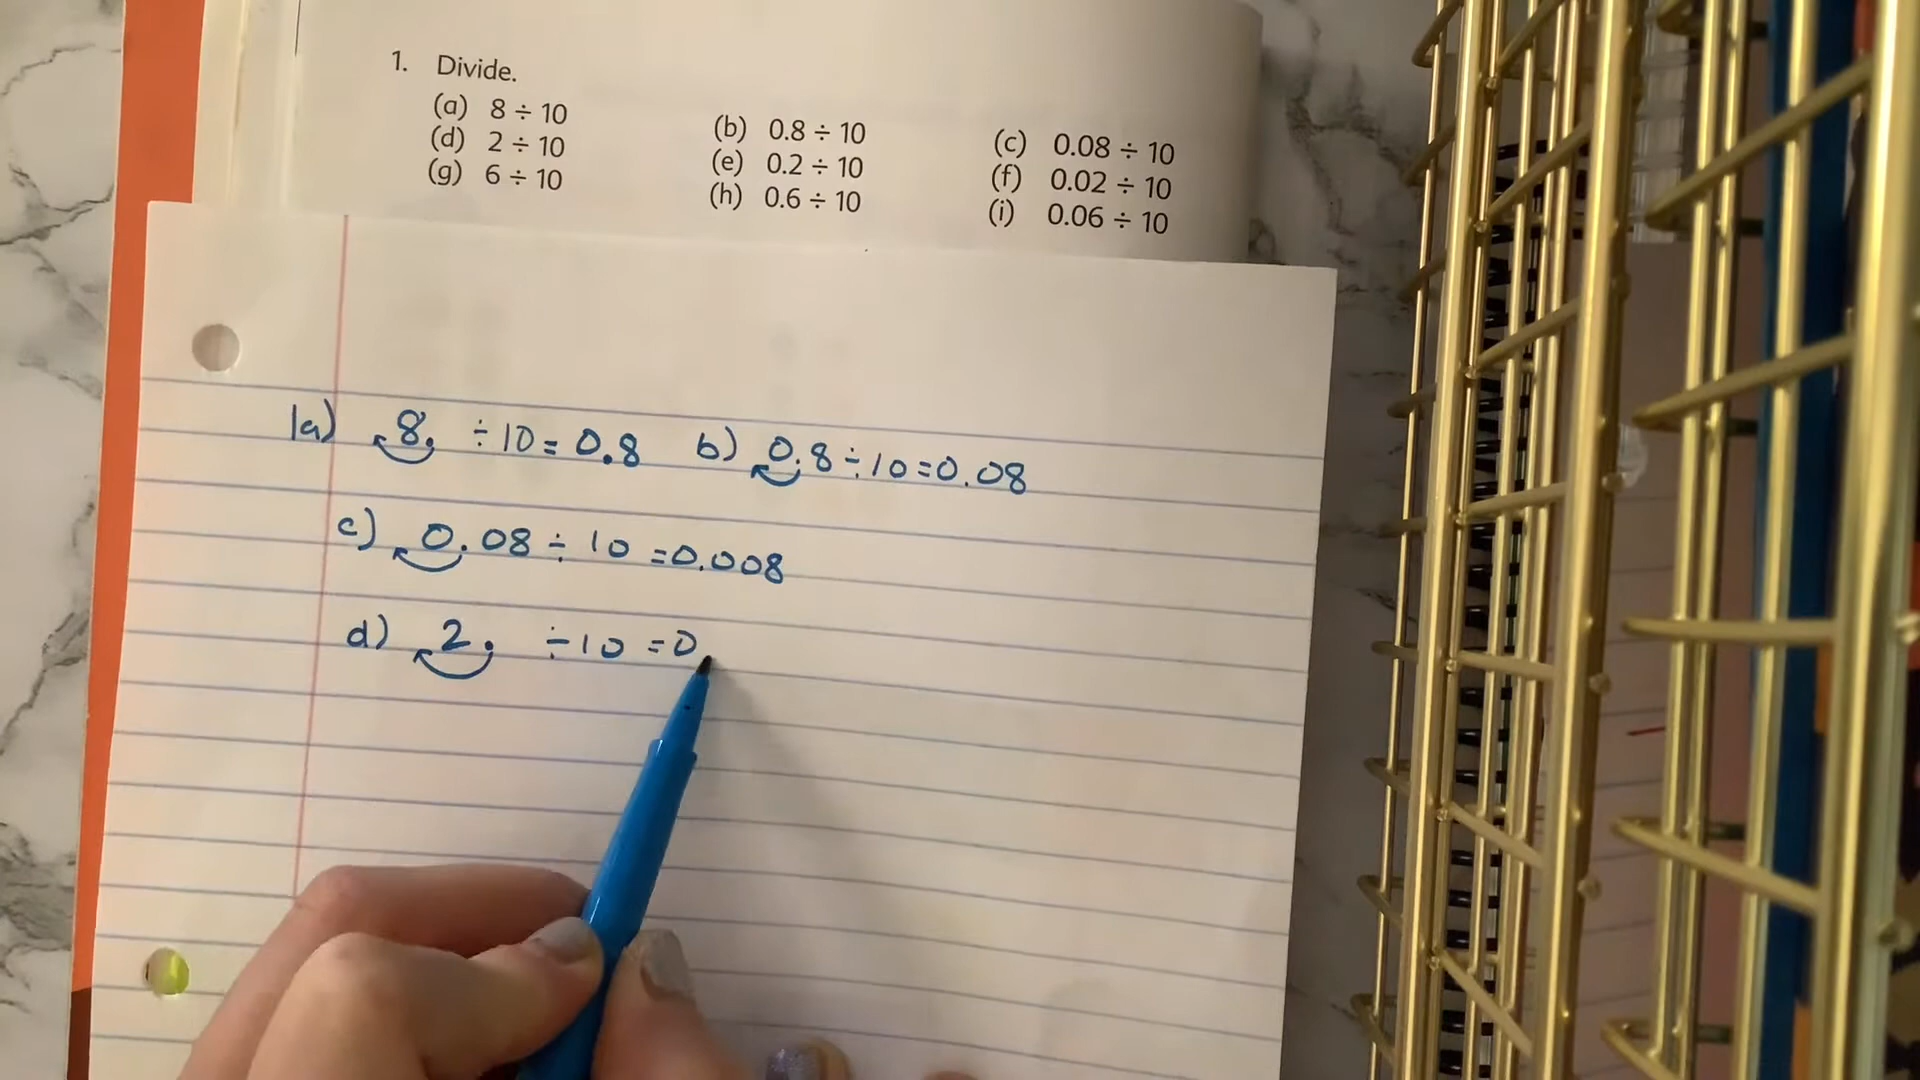 1. Divide.
(a) 8 ÷ 10 (b) 0.8 ÷ 10 (c) 0.08 ÷ 10
(d) 2 ÷ 10 (e) 0.2 ÷ 10 (f) 0.02 ÷ 10
(g) 6 ÷ 10 (h) 0.6 ÷ 10 (i) 0.06 ÷ 10
1a) 8. ÷ 10 = 0.8 b) 0.8 ÷ 10 = 0.08
c) 0.08 ÷ 10 = 0.008
d) 2. ÷ 10 = 0.